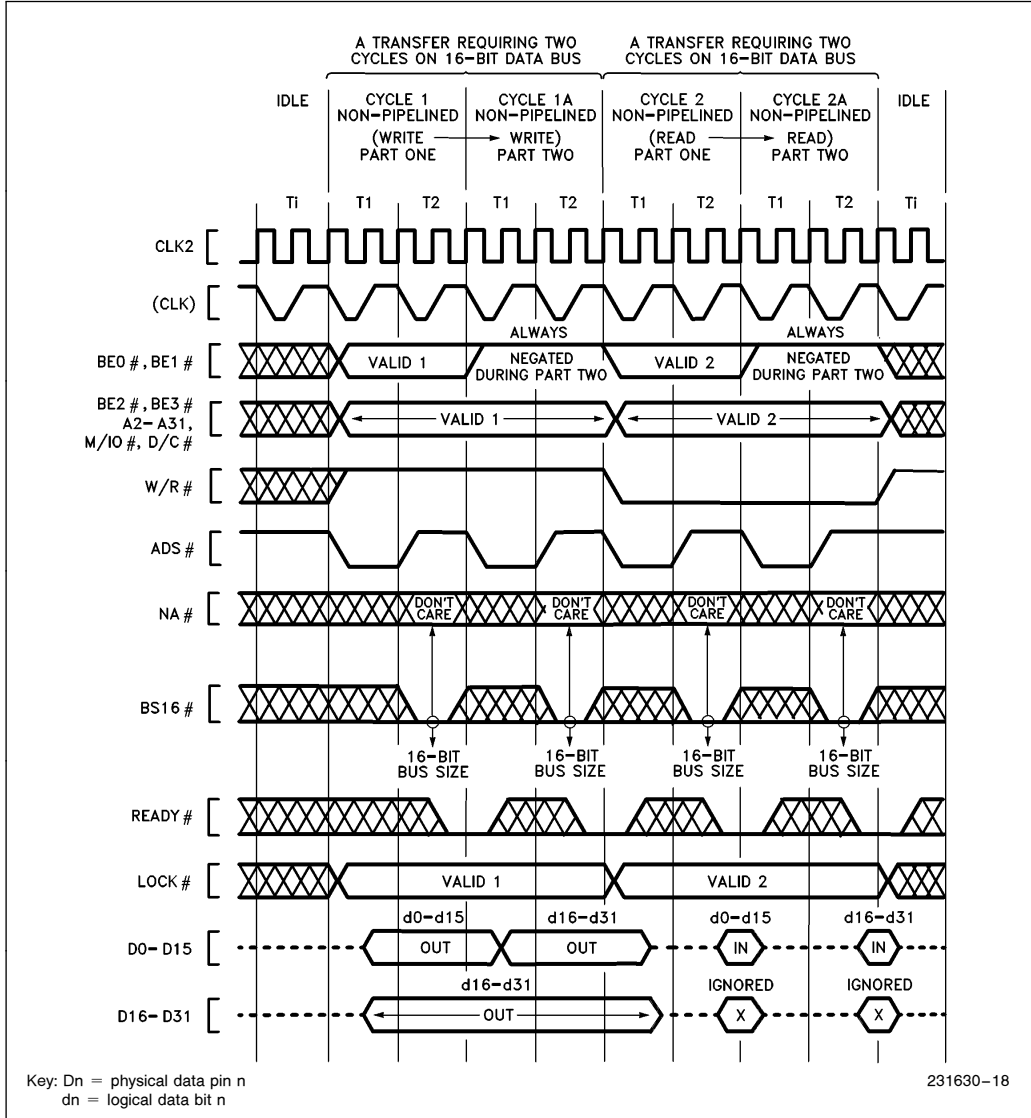 A TRANSFER REQUIRING TWO
CYCLES ON 16-BIT DATA BUS
A TRANSFER REQUIRING TWO
CYCLES ON 16-BIT DATA BUS
IDLE
CYCLE 1
NON-PIPELINED
(WRITE
PART ONE
CYCLE 1A
NON-PIPELINED
WRITE)
PART TWO
CYCLE 2
NON-PIPELINED
(READ
PART ONE
CYCLE 2A
NON-PIPELINED
READ)
PART TWO
IDLE
Ti T1 T2 T1 T2 T1 T2 T1 T2 Ti
CLK2
(CLK)
ALWAYS ALWAYS
BE0#, BE1# VALID 1 NEGATED VALID 2 NEGATED
DURING PART TWO DURING PART TWO
BE2#, BE3#
A2-A31,
M/IO#, D/C#
VALID 1 VALID 2
W/R#
ADS#
NA# DON'T CARE DON'T CARE DON'T CARE DON'T CARE
BS16#
16-BIT 16-BIT 16-BIT 16-BIT
BUS SIZE BUS SIZE BUS SIZE BUS SIZE
READY#
LOCK# VALID 1 VALID 2
d0-d15 d16-d31 d0-d15 d16-d31
D0-D15 OUT OUT IN IN
d16-d31 IGNORED IGNORED
D16-D31 OUT X X
Key: Dn = physical data pin n
dn = logical data bit n
231630-18